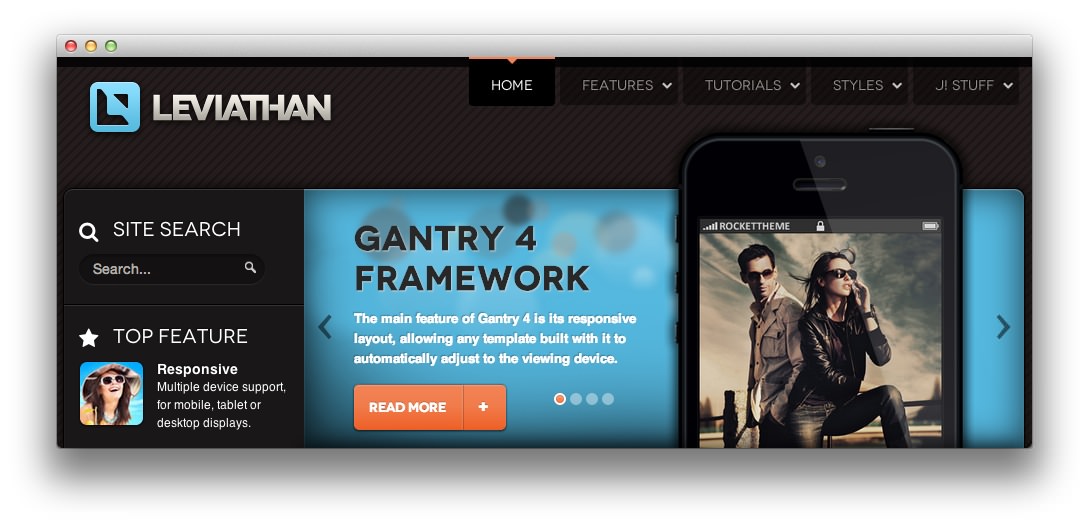 LEVIATHAN
HOME
FEATURES
TUTORIALS
STYLES
J! STUFF
SITE SEARCH
Search...
TOP FEATURE
Responsive
Multiple device support,
for mobile, tablet or
desktop displays.
GANTRY 4
FRAMEWORK
The main feature of Gantry 4 is its responsive
layout, allowing any template built with it to
automatically adjust to the viewing device.
READ MORE +
ROCKETTHEME